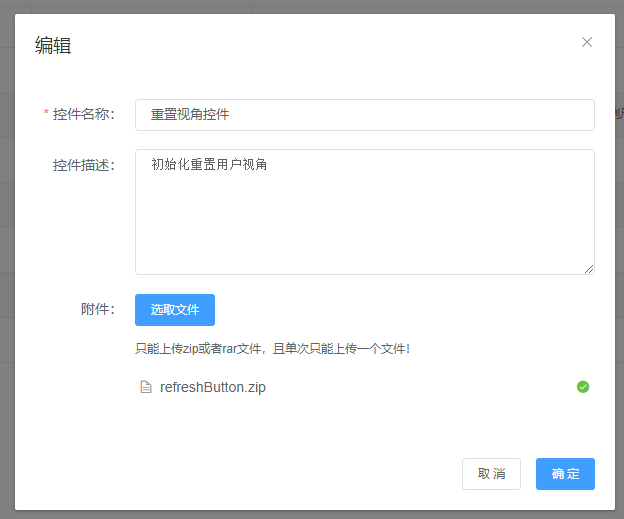 编辑
* 控件名称：
重置视角控件
控件描述：
初始化重置用户视角
附件：
选取文件
只能上传zip或者rar文件，且单次只能上传一个文件！
refreshButton.zip
取 消
确 定